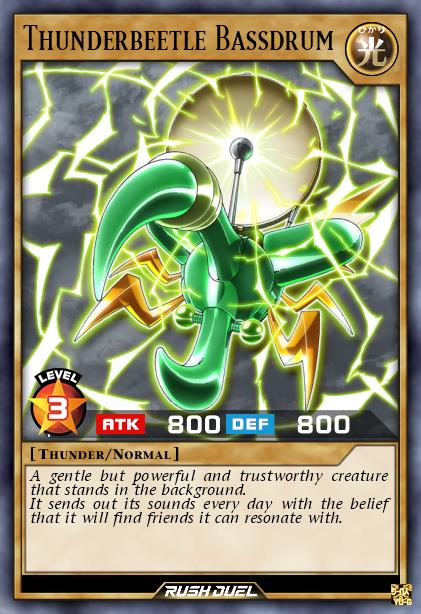 THUNDERBEETLE BASSDRUM
ひかり
光
LEVEL
3
ATK 800 DEF 800
[THUNDER/NORMAL]
A gentle but powerful and trustworthy creature
that stands in the background.
It sends out its sounds every day with the belief
that it will find friends it can resonate with.
RUSH DUEL